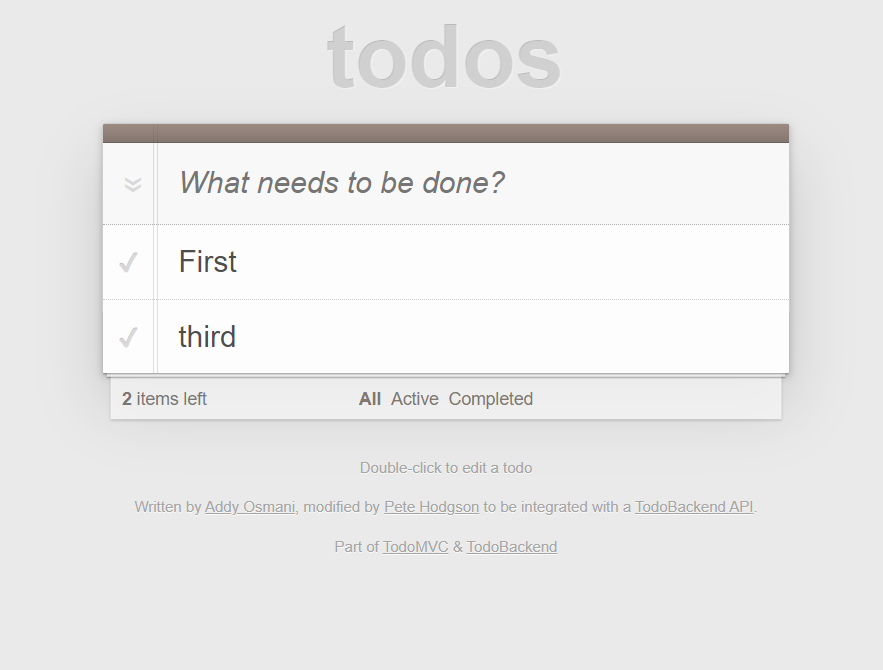 todos
What needs to be done?
First
third
2 items left All Active Completed
Double-click to edit a todo
Written by Addy Osmani, modified by Pete Hodgson to be integrated with a TodoBackend API.
Part of TodoMVC & TodoBackend